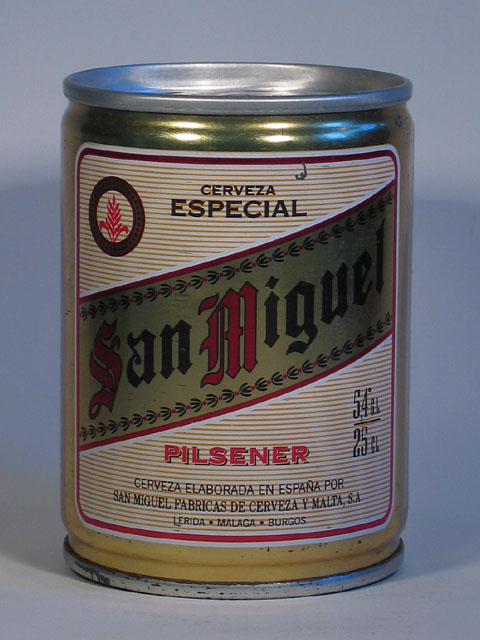 CERVEZA
ESPECIAL
San Miguel
5,4° G.L.
25 CL.
PILSENER
CERVEZA ELABORADA EN ESPAÑA POR
SAN MIGUEL FABRICAS DE CERVEZA Y MALTA, S.A
LERIDA • MALAGA • BURGOS